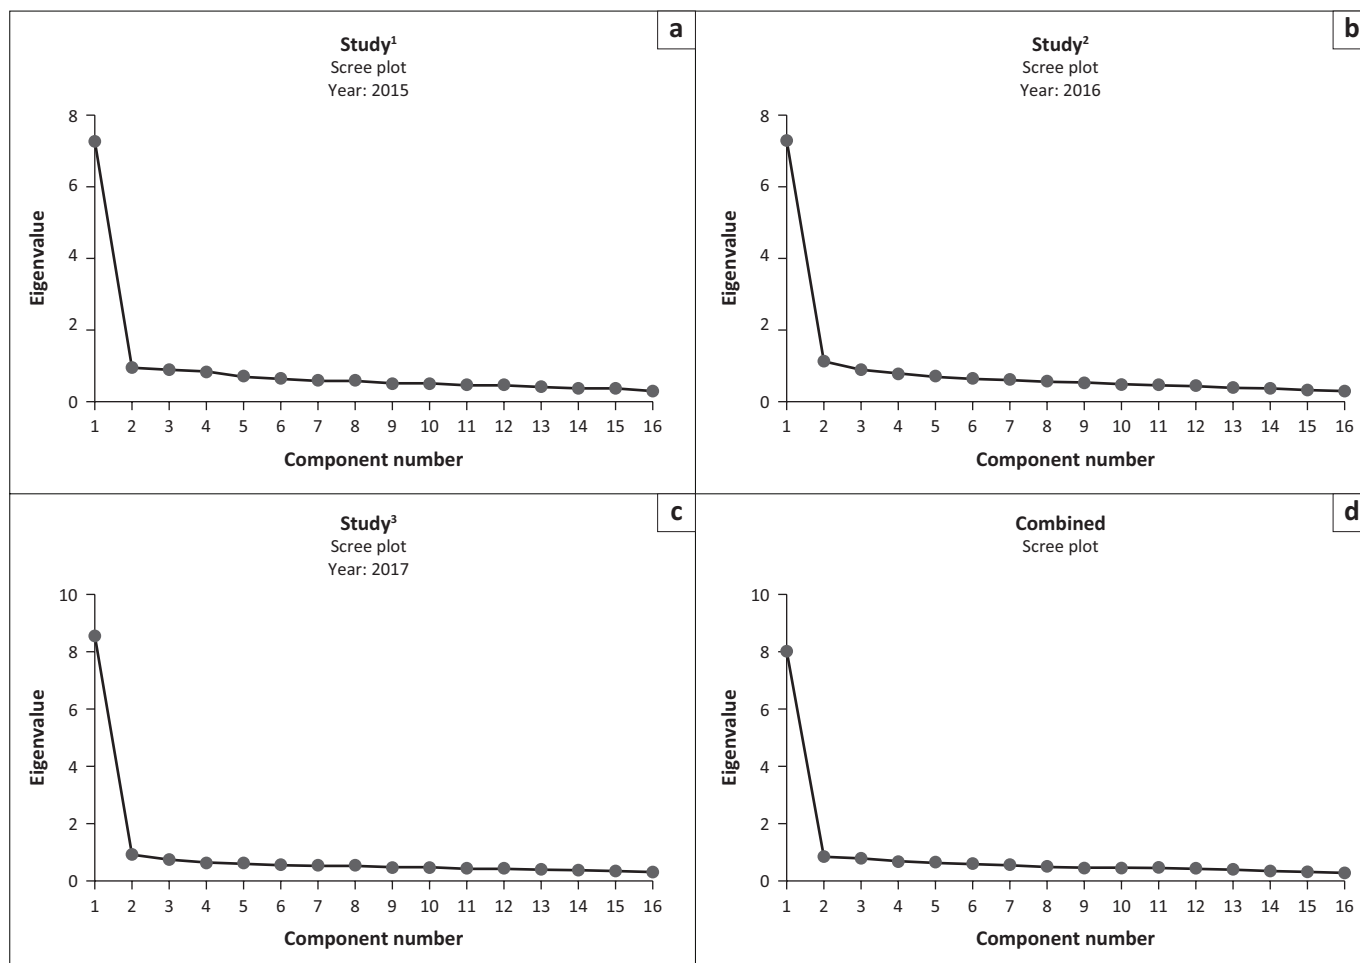 a
Study¹
Scree plot
Year: 2015
8
6
4
2
0
Eigenvalue
1 2 3 4 5 6 7 8 9 10 11 12 13 14 15 16
Component number
b
Study²
Scree plot
Year: 2016
8
6
4
2
0
Eigenvalue
1 2 3 4 5 6 7 8 9 10 11 12 13 14 15 16
Component number
c
Study³
Scree plot
Year: 2017
10
8
6
4
2
0
Eigenvalue
1 2 3 4 5 6 7 8 9 10 11 12 13 14 15 16
Component number
d
Combined
Scree plot
10
8
6
4
2
0
Eigenvalue
1 2 3 4 5 6 7 8 9 10 11 12 13 14 15 16
Component number